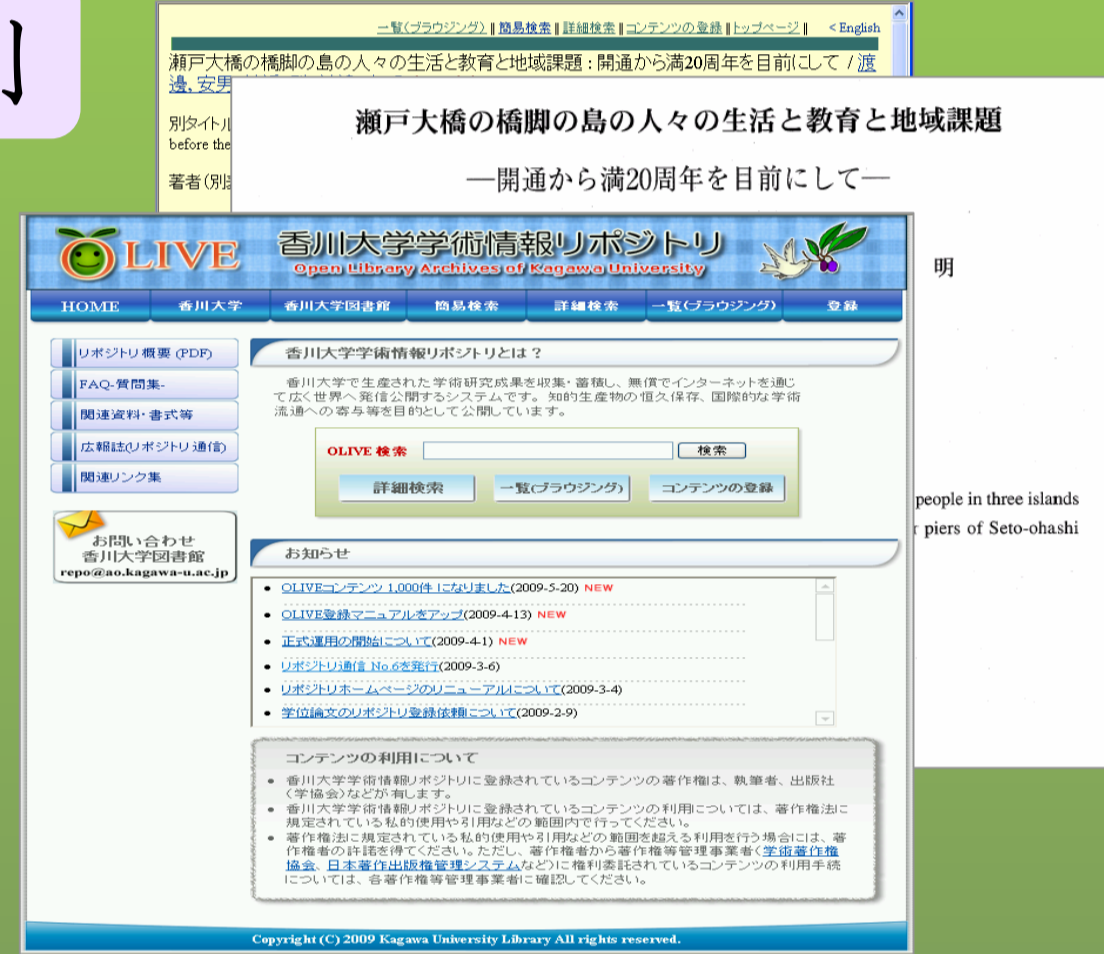 一覧(ブラウジング) || 簡易検索 || 詳細検索 || コンテンツの登録 || トップページ || < English
瀬戸大橋の橋脚の島の人々の生活と教育と地域課題 : 開通から満20周年を目前にして / 渡
邊, 安男
別タイトル
before the
著者(別
瀬戸大橋の橋脚の島の人々の生活と教育と地域課題
―開通から満20周年を目前にして―
明
people in three islands
piers of Seto-ohashi
OLIVE 香川大学学術情報リポジトリ
Open Library Archives of Kagawa University
HOME 香川大学 香川大学図書館 簡易検索 詳細検索 一覧(ブラウジング) 登録
リポジトリ概要 (PDF)
FAQ-質問集-
関連資料・書式等
広報誌(リポジトリ通信)
関連リンク集
お問い合わせ
香川大学図書館
repo@ao.kagawa-u.ac.jp
香川大学学術情報リポジトリとは？
香川大学で生産された学術研究成果を収集・蓄積し、無償でインターネットを通じ
て広く世界へ発信公開するシステムです。知的生産物の恒久保存、国際的な学術
流通への寄与等を目的として公開しています。
OLIVE 検索 検索
詳細検索 一覧(ブラウジング) コンテンツの登録
お知らせ
OLIVEコンテンツ 1,000件 になりました(2009-5-20) NEW
OLIVE登録マニュアルをアップ(2009-4-13) NEW
正式運用の開始について(2009-4-1) NEW
リポジトリ通信 No.6を発行(2009-3-6)
リポジトリホームページのリニューアルについて(2009-3-4)
学位論文のリポジトリ登録依頼について(2009-2-9)
コンテンツの利用について
香川大学学術情報リポジトリに登録されているコンテンツの著作権は、執筆者、出版社
(学協会)などが有します。
香川大学学術情報リポジトリに登録されているコンテンツの利用については、著作権法に
規定されている私的使用や引用などの範囲内で行ってください。
著作権法に規定されている私的使用や引用などの範囲を超える利用を行う場合には、著
作権者の許諾を得てください。ただし、著作権者から著作権等管理事業者(学術著作権
協会、日本著作出版権管理システムなど)に権利委託されているコンテンツの利用手続
については、各著作権等管理事業者に確認してください。
Copyright (C) 2009 Kagawa University Library All rights reserved.